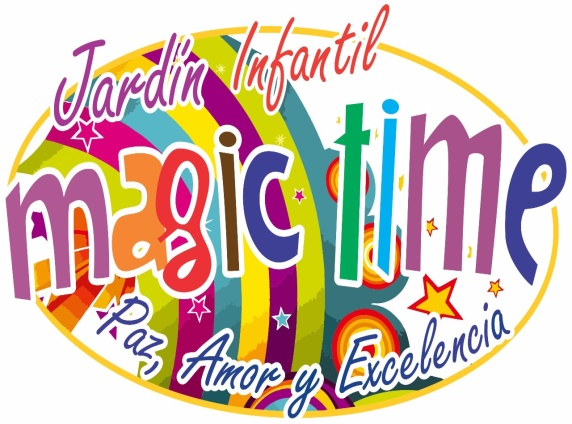 Jardín Infantil
magic time
Paz, Amor y Excelencia